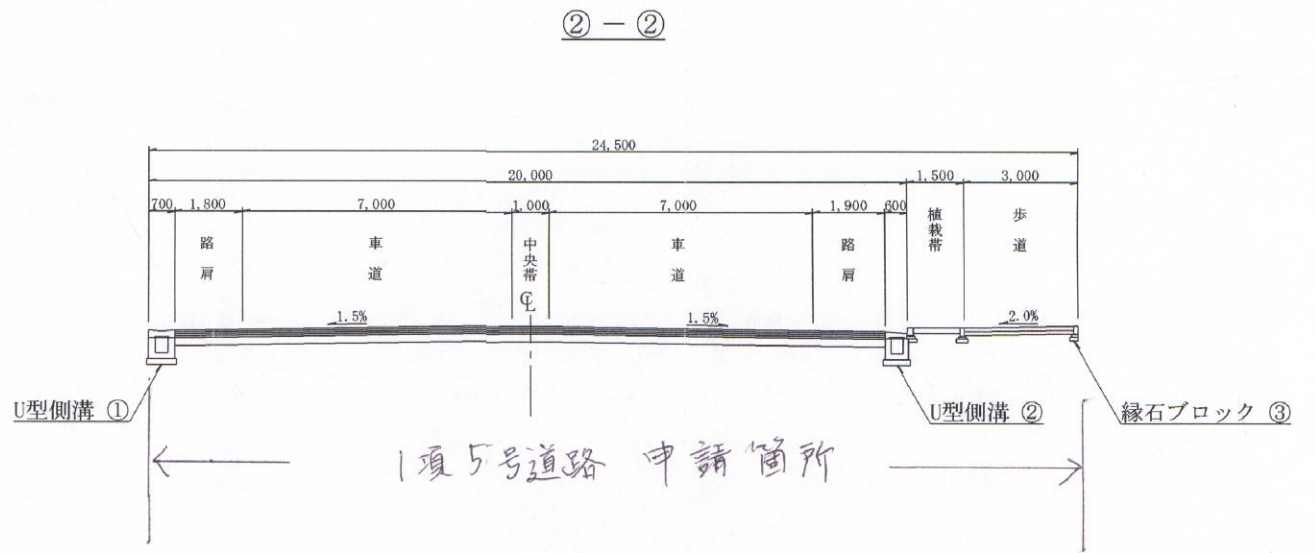 ② － ②
24,500
20,000 1,500 3,000
700 1,800 7,000 1,000 7,000 1,900 600
路肩
車道
中央帯
車道
路肩
植栽帯
歩道
℄
1.5%
1.5%
2.0%
U型側溝 ①
U型側溝 ②
縁石ブロック ③
1項5号道路 申請箇所